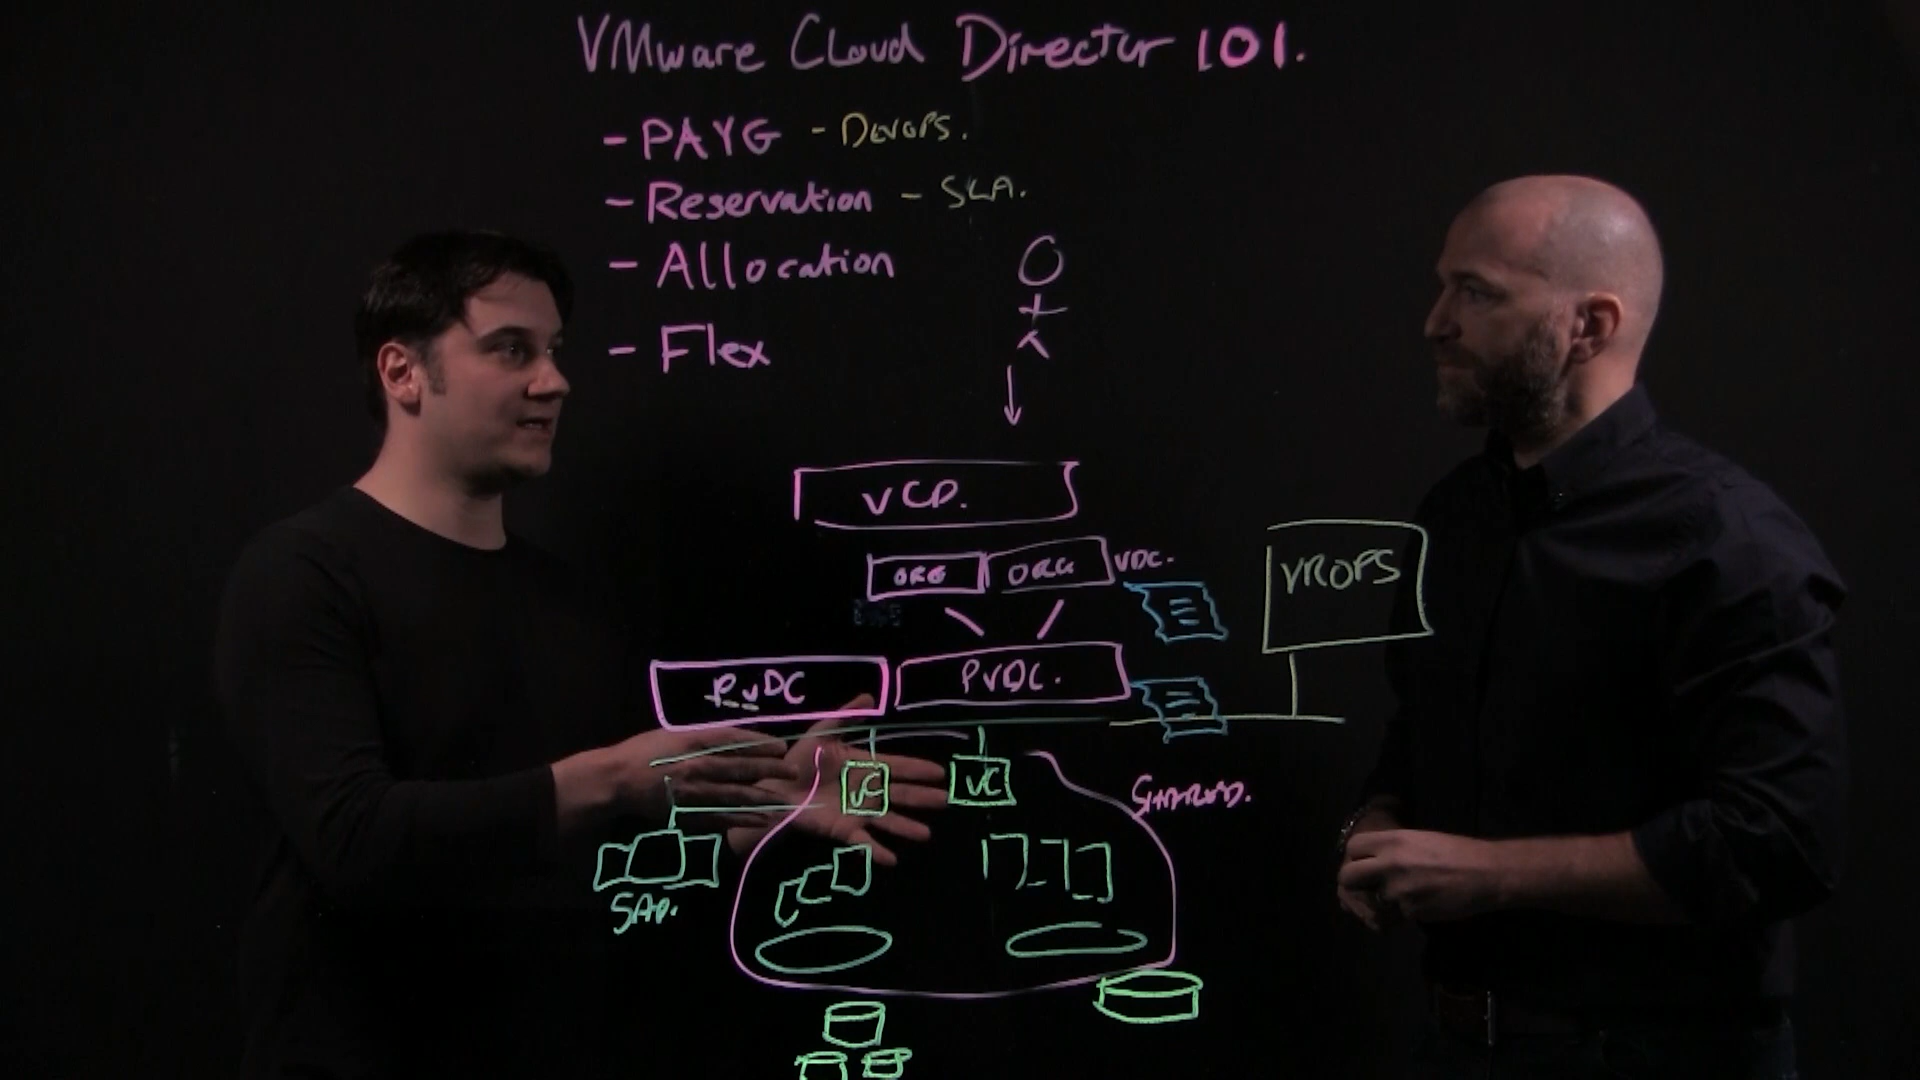 VMware Cloud Director 101.
- PAYG - DevOPS.
- Reservation - SLA.
- Allocation
- Flex
VCD.
ORG ORG VDC.
VROPS
PvDC PVDC.
VC VC
SHARED.
SAP.